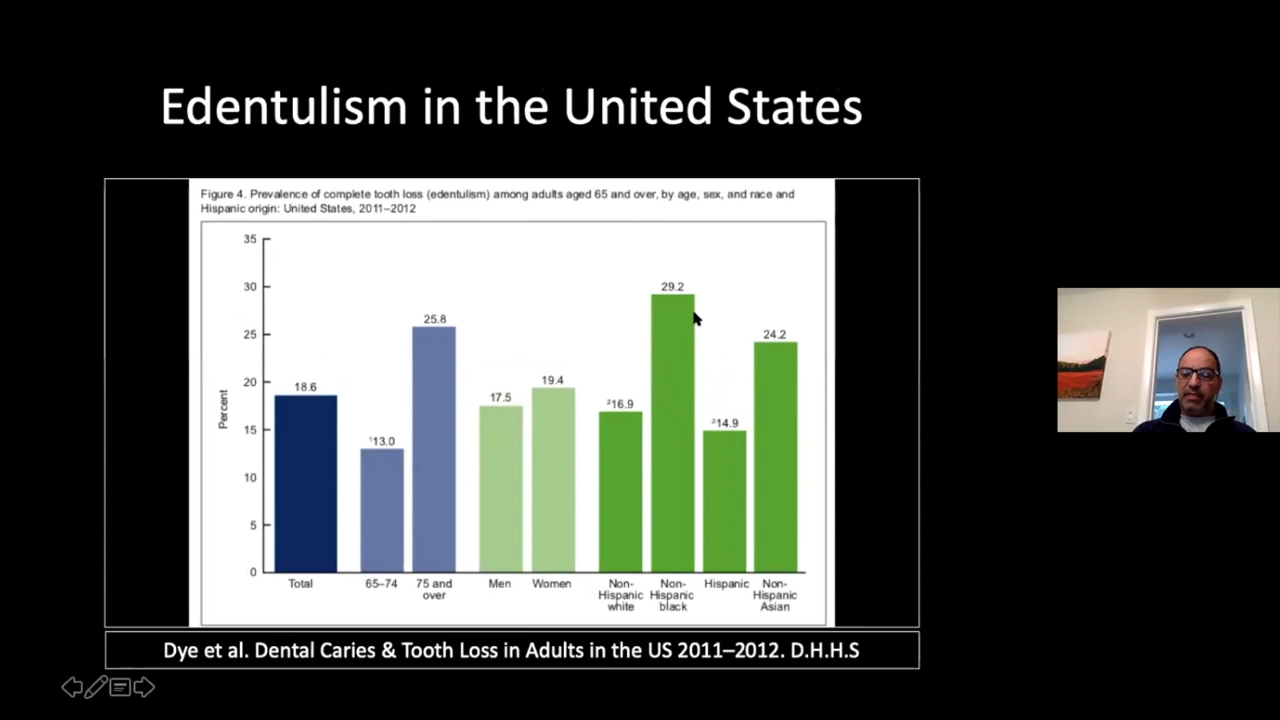 Edentulism in the United States
Figure 4. Prevalence of complete tooth loss (edentulism) among adults aged 65 and over, by age, sex, and race and
Hispanic origin: United States, 2011–2012
35
30
25
20
15
10
5
0
Percent
18.6
¹13.0
25.8
17.5
19.4
²16.9
29.2
²14.9
24.2
Total
65–74
75 and
over
Men
Women
Non-
Hispanic
white
Non-
Hispanic
black
Hispanic
Non-
Hispanic
Asian
Dye et al. Dental Caries & Tooth Loss in Adults in the US 2011–2012. D.H.H.S